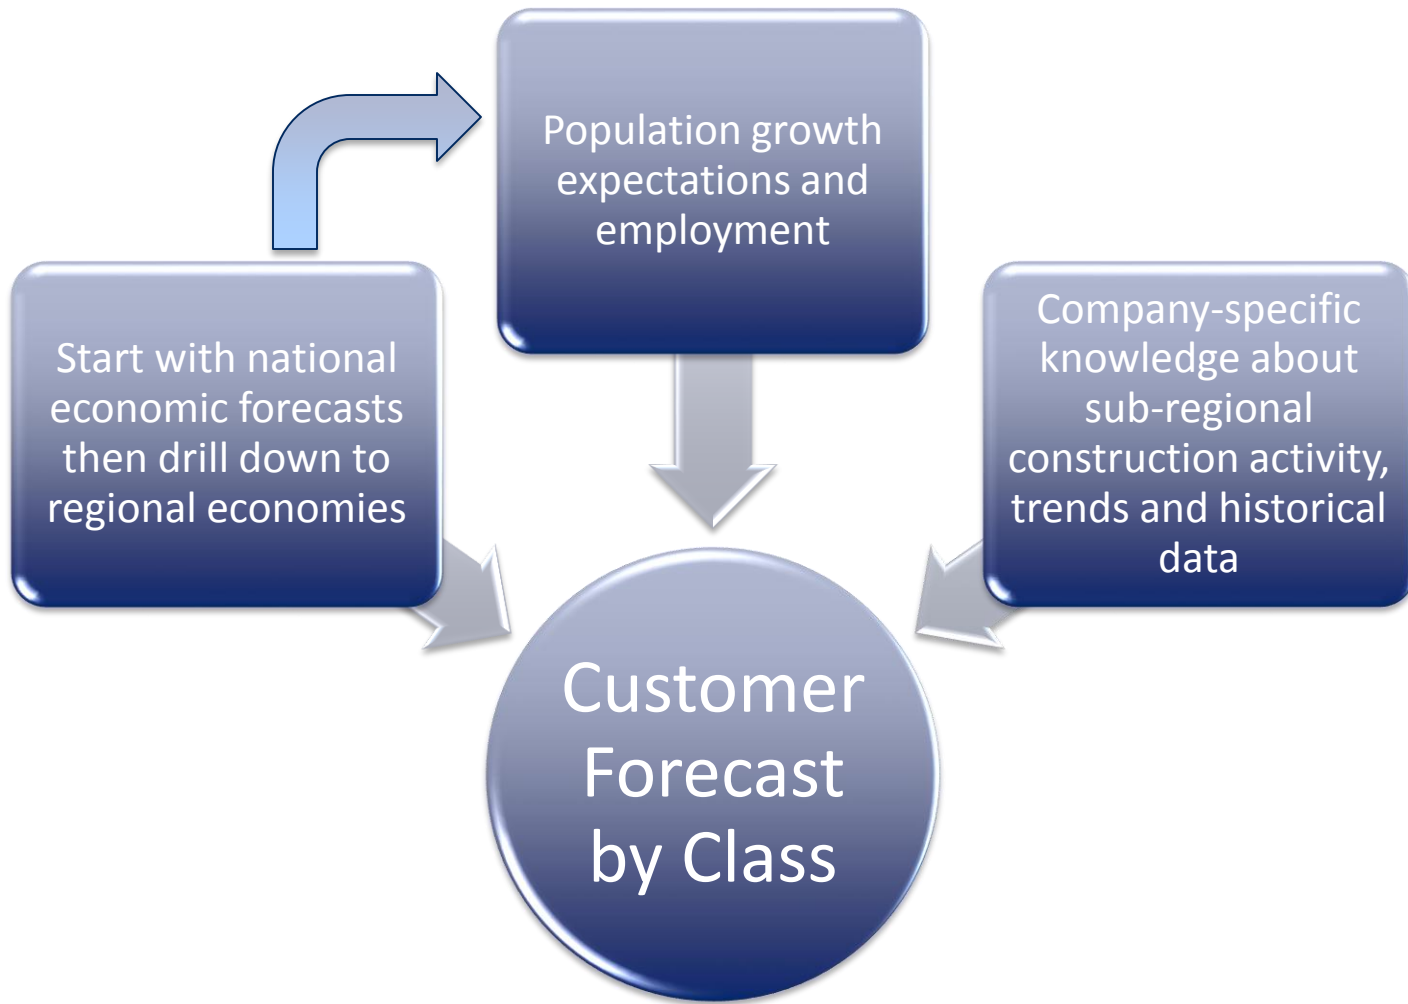 Population growth
expectations and
employment
Start with national
economic forecasts
then drill down to
regional economies
Company-specific
knowledge about
sub-regional
construction activity,
trends and historical
data
Customer
Forecast
by Class